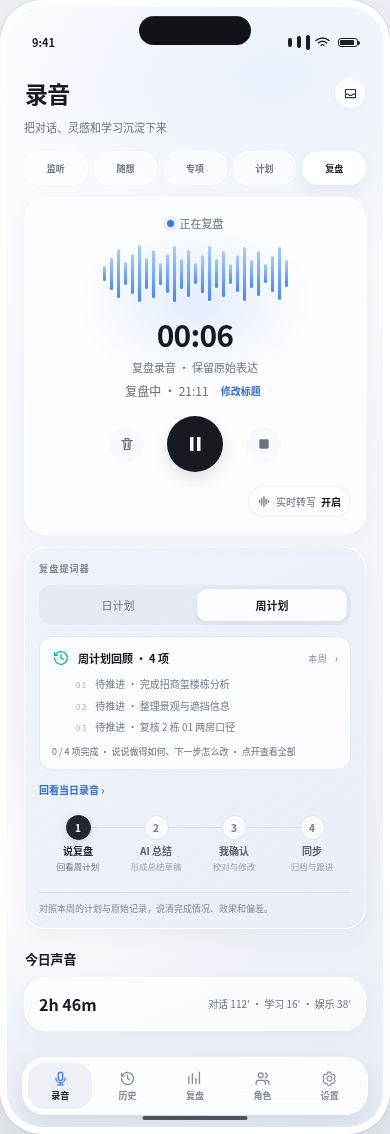 9:41
录音
把对话、灵感和学习沉淀下来
监听 随想 专项 计划 复盘
正在复盘
00:06
复盘录音 · 保留原始表达
复盘中 · 21:11 修改标题
实时转写 开启
复盘提词器
日计划 周计划
周计划回顾 · 4 项 本周 ›
01 待推进 · 完成招商玺楼栋分析
02 待推进 · 整理景观与遮挡信息
03 待推进 · 复核 2 栋 01 两房口径
0 / 4 项完成 · 说说做得如何、下一步怎么改 · 点开查看全部
回看当日录音 ›
1 2 3 4
说复盘 AI 总结 我确认 同步
回看周计划 形成总结草稿 校对与修改 归档与跟进
对照本周的计划与原始记录，说清完成情况、效果和偏差。
今日声音
2h 46m 对话 112′ · 学习 16′ · 娱乐 38′
录音 历史 复盘 角色 设置